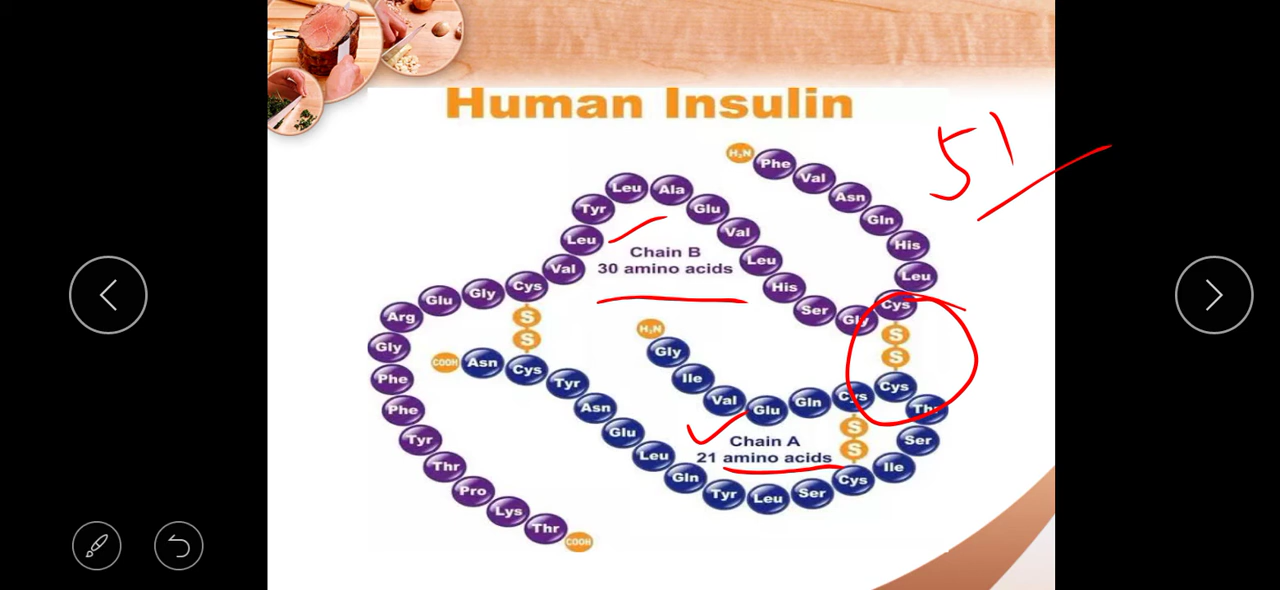 Human Insulin
51
H₂N Phe Val Asn Gln His Leu Cys Gly Ser His Leu Val Glu Ala Leu Tyr Leu Val Cys Gly Glu Arg Gly Phe Phe Tyr Thr Pro Lys Thr COOH
Chain B
30 amino acids
S
S
S
S
H₂N Gly Ile Val Glu Gln Cys Cys Thr Ser Ile Cys Ser Leu Tyr Gln Leu Glu Asn Tyr Cys Asn COOH
S
S
Chain A
21 amino acids